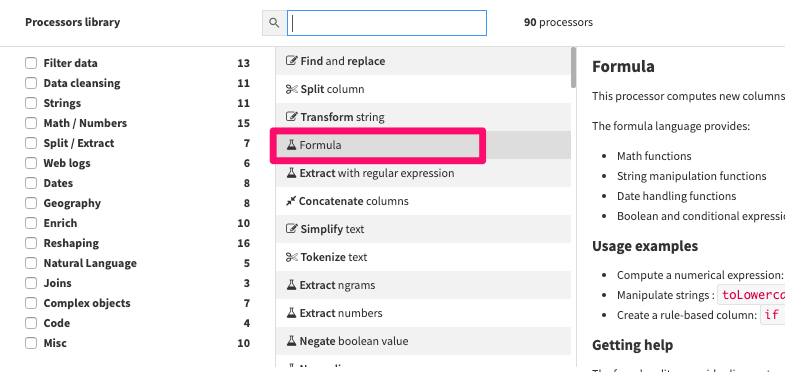 Processors library
90 processors
Filter data 13
Data cleansing 11
Strings 11
Math / Numbers 15
Split / Extract 7
Web logs 6
Dates 8
Geography 8
Enrich 10
Reshaping 16
Natural Language 5
Joins 3
Complex objects 7
Code 4
Misc 10
Find and replace
Split column
Transform string
Formula
Extract with regular expression
Concatenate columns
Simplify text
Tokenize text
Extract ngrams
Extract numbers
Negate boolean value
Formula
This processor computes new columns
The formula language provides:
Math functions
String manipulation functions
Date handling functions
Boolean and conditional expressi
Usage examples
Compute a numerical expression:
Manipulate strings : toLowerca
Create a rule-based column: if
Getting help